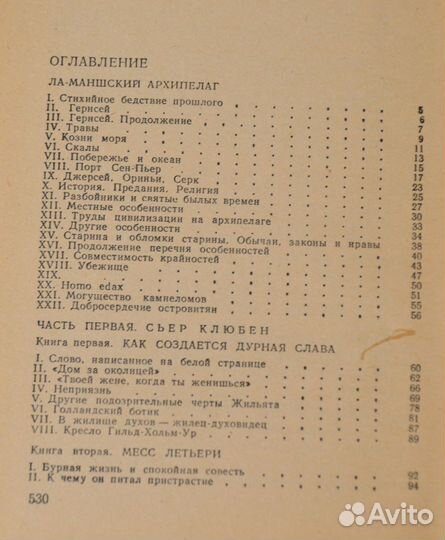 ОГЛАВЛЕНИЕ
ЛА-МАНШСКИЙ АРХИПЕЛАГ
I. Стихийное бедствие прошлого . . . . . . . 5
II. Гернсей . . . . . . . . . . 6
III. Гернсей. Продолжение . . . . . . . 7
IV. Травы . . . . . . . . . . 9
V. Козни моря . . . . . . . . . 11
VI. Скалы . . . . . . . . . . 13
VII. Побережье и океан . . . . . . . 15
VIII. Порт Сен-Пьер . . . . . . . . 17
IX. Джерсей, Ориньи, Серк . . . . . . . 23
X. История. Предания. Религия . . . . . . 25
XI. Разбойники и святые былых времен . . . . . 27
XII. Местные особенности . . . . . . . 30
XIII. Труды цивилизации на архипелаге . . . . . 33
XIV. Другие особенности . . . . . . . 34
XV. Старина и обломки старины. Обычаи, законы и нравы 38
XVI. Продолжение перечня особенностей . . . . . 40
XVII. Совместимость крайностей . . . . . . 43
XVIII. Убежище . . . . . . . . . 47
XIX. . . . . . . . . . . 50
XX. Homo edax . . . . . . . . . 51
XXI. Могущество камнеломов . . . . . . . 55
XXII. Добросердечие островитян . . . . . . 56
ЧАСТЬ ПЕРВАЯ. СЬЕР КЛЮБЕН
Книга первая. КАК СОЗДАЕТСЯ ДУРНАЯ СЛАВА
I. Слово, написанное на белой странице . . . . . 60
II. «Дом за околицей» . . . . . . . . 62
III. «Твоей жене, когда ты женишься» . . . . . 66
IV. Неприязнь . . . . . . . . . 69
V. Другие подозрительные черты Жильята . . . . . 78
VI. Голландский ботик . . . . . . . . 81
VII. В жилище духов — жилец-духовидец . . . . . 87
VIII. Кресло Гильд-Хольм-Ур . . . . . . . 89
Книга вторая. МЕСС ЛЕТЬЕРИ
I. Бурная жизнь и спокойная совесть . . . . . 92
II. К чему он питал пристрастие . . . . . . 94
530
Avito